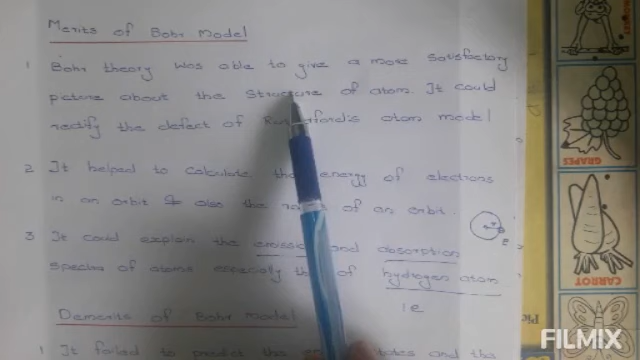 Merits of Bohr Model
1 Bohr theory was able to give a more satisfactory
picture about the structure of atom. It could
rectify the defect of Rutherford's atom model
2 It helped to calculate the energy of electrons
in an orbit & also the of an orbit.
3 It could explain the emission and absorption
spectra of atoms especially of hydrogen atom
1e
Demerits of Bohr Model
1 It failed to predict the and the
GRAPES
CARROT
FILMIX